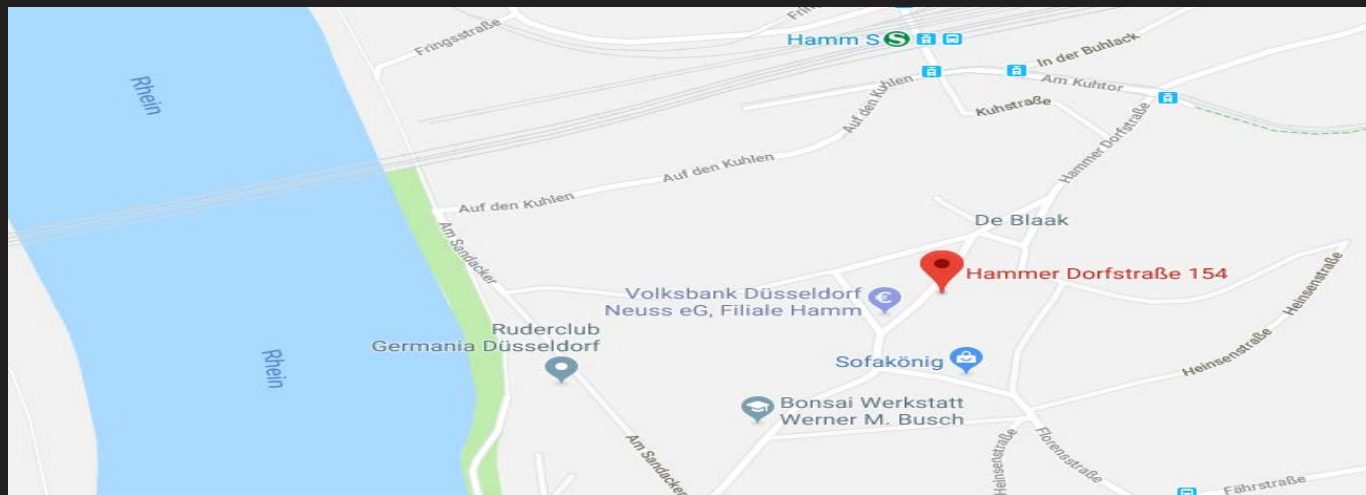 Fringsstraße
Frin
Hamm S
S
In der Buhlack
Am Kuhtor
Rhein
Auf den Kuhlen
Kuhstraße
Hammer Dorfstraße
Auf den Kuhlen
Auf den Kuhlen
De Blaak
Am Sandacker
Hammer Dorfstraße 154
Heinsenstraße
Volksbank Düsseldorf
Neuss eG, Filiale Hamm
€
Ruderclub
Germania Düsseldorf
Rhein
Sofakönig
Heinsenstraße
Bonsai Werkstatt
Werner M. Busch
Am Sandacker
Heinsenstraße
Florensstraße
Fährstraße